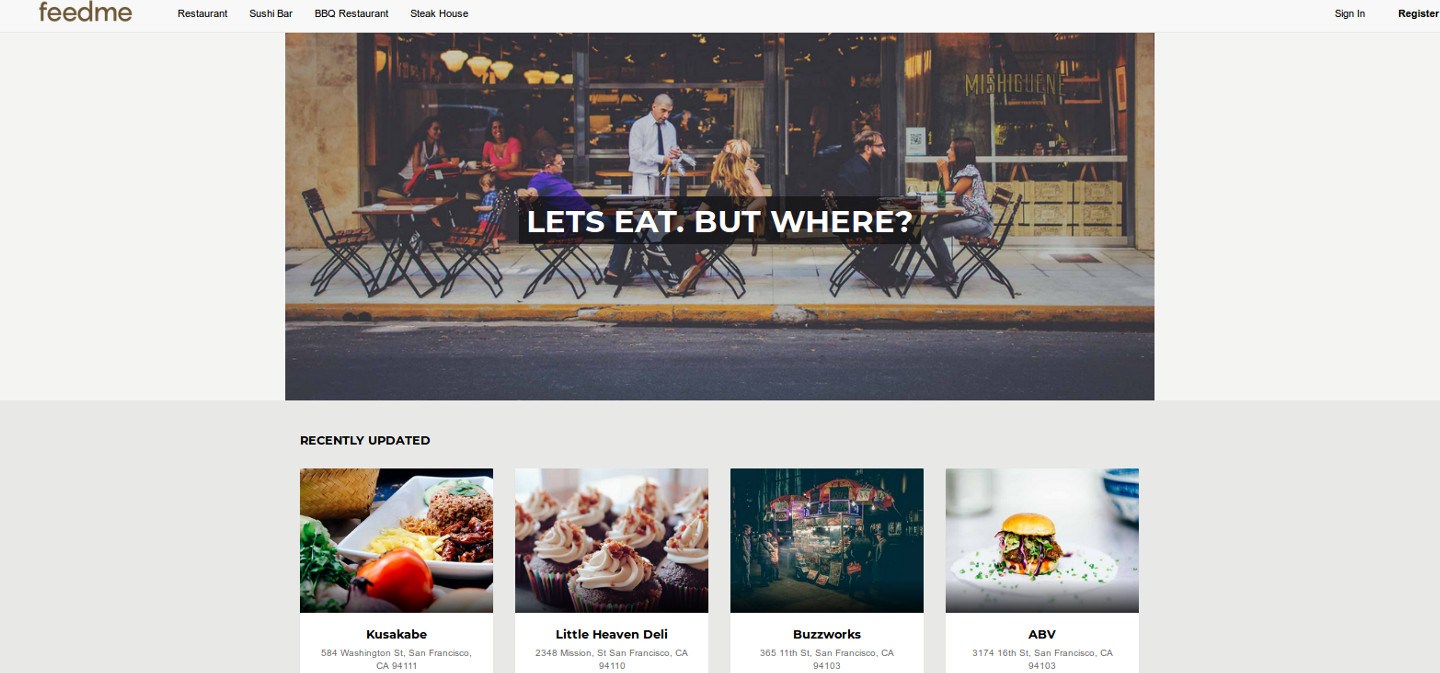 feedme
Restaurant
Sushi Bar
BBQ Restaurant
Steak House
Sign In
Register
MISHIGUENE
LETS EAT. BUT WHERE?
RECENTLY UPDATED
Kusakabe
584 Washington St, San Francisco,
CA 94111
Little Heaven Deli
2348 Mission, St San Francisco, CA
94110
Buzzworks
365 11th St, San Francisco, CA
94103
ABV
3174 16th St, San Francisco, CA
94103